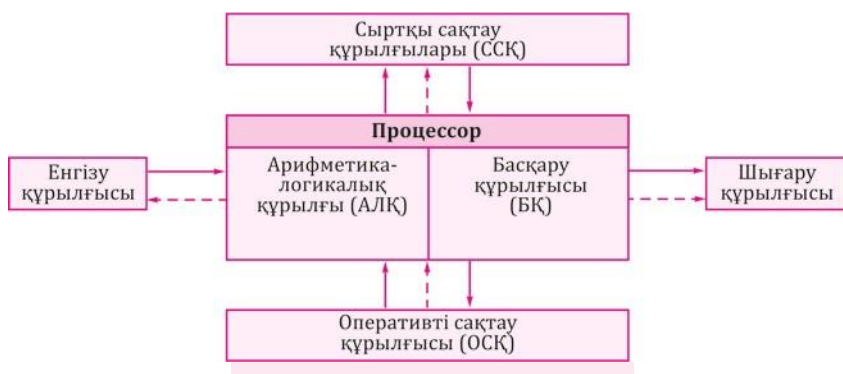 Сыртқы сақтау
құрылғылары (ССҚ)
Процессор
Енгізу
құрылғысы
Арифметика-
логикалық
құрылғы (АЛҚ)
Басқару
құрылғысы
(БҚ)
Шығару
құрылғысы
Оперативті сақтау
құрылғысы (ОСҚ)